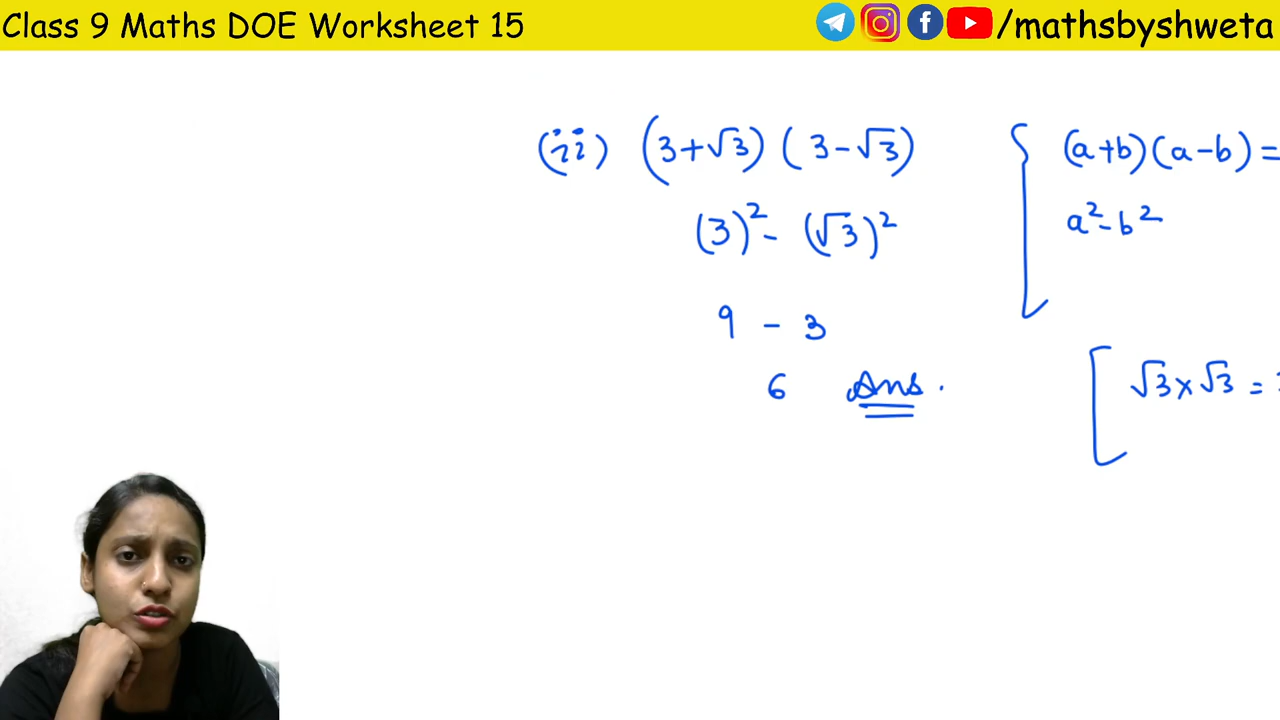 Class 9 Maths DOE Worksheet 15
/mathsbyshweta
(ii) (3+√3) (3-√3)
(3)² - (√3)²
9 - 3
6 Ans.
(a+b)(a-b) =
a²-b²
√3×√3 =